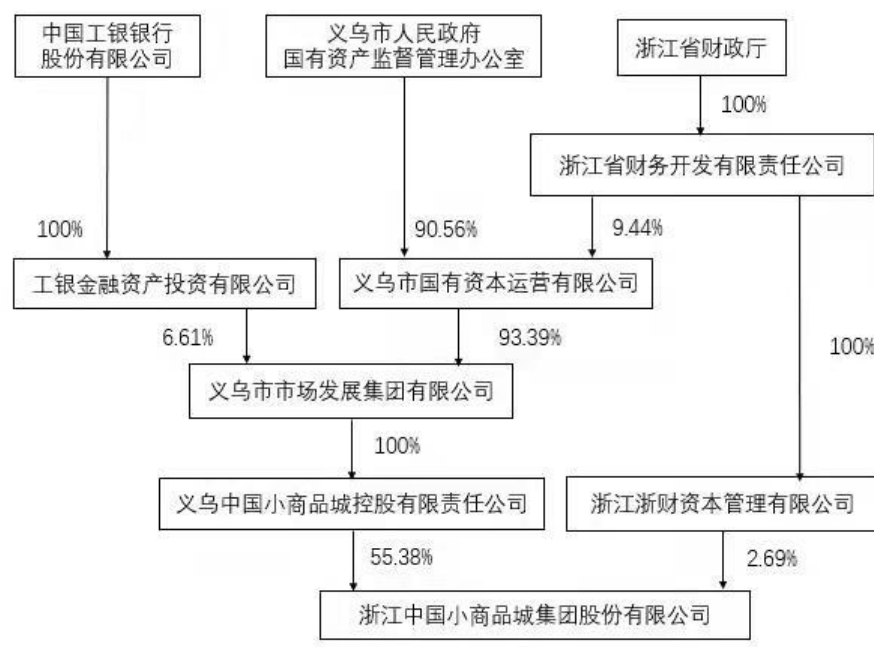 中国工银银行
股份有限公司
义乌市人民政府
国有资产监督管理办公室
浙江省财政厅
100%
浙江省财务开发有限责任公司
100%
90.56%
9.44%
工银金融资产投资有限公司
义乌市国有资本运营有限公司
6.61%
93.39%
100%
义乌市市场发展集团有限公司
100%
义乌中国小商品城控股有限责任公司
浙江浙财资本管理有限公司
55.38%
2.69%
浙江中国小商品城集团股份有限公司